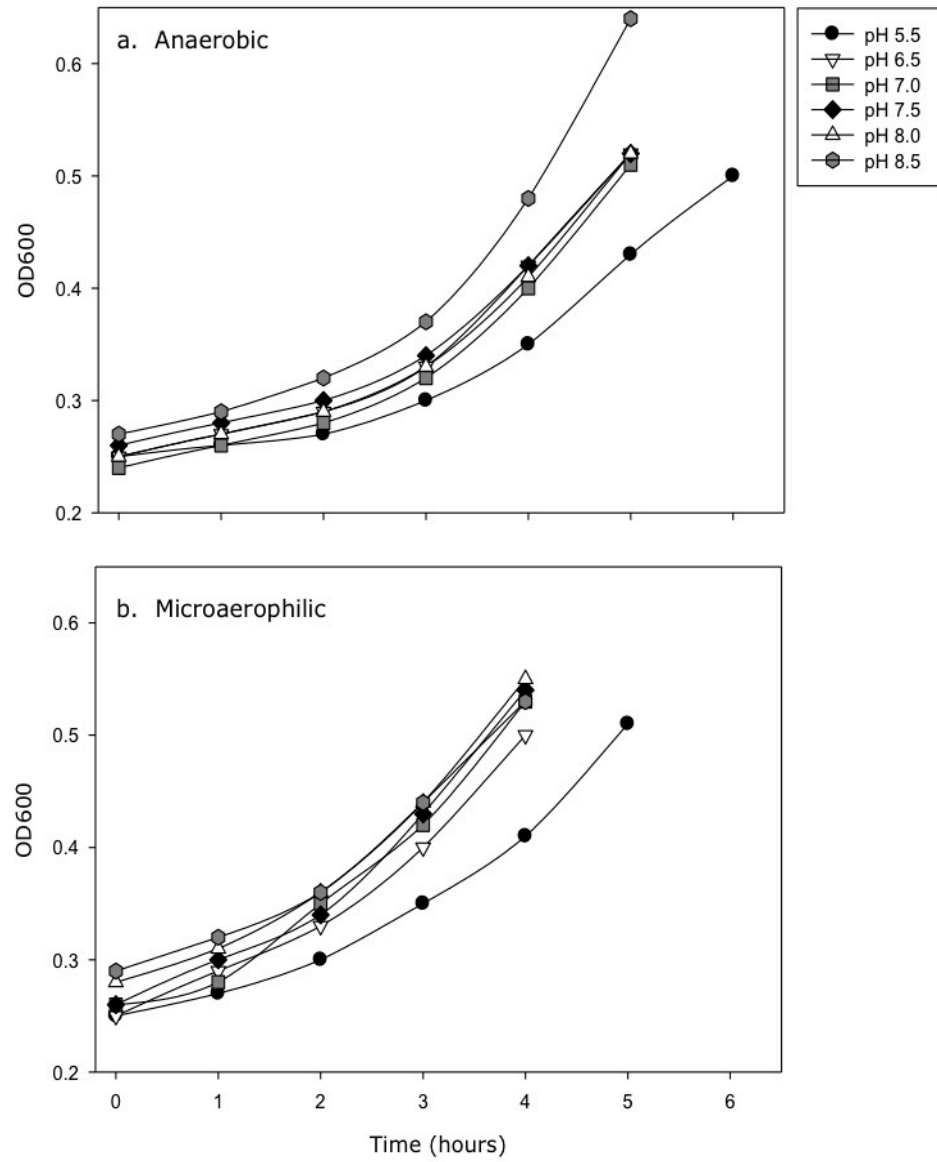 a. Anaerobic
pH 5.5
pH 6.5
pH 7.0
pH 7.5
pH 8.0
pH 8.5
0.6
0.5
0.4
0.3
0.2
OD600
b. Microaerophilic
0.6
0.5
0.4
0.3
0.2
OD600
0 1 2 3 4 5 6
Time (hours)